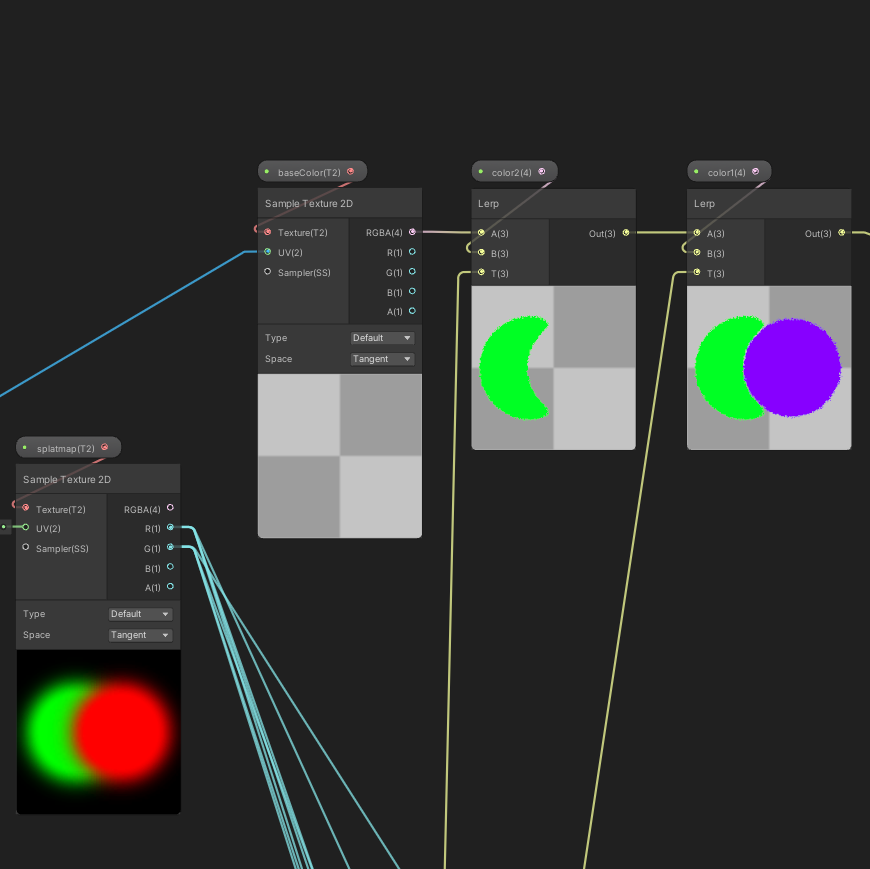 baseColor(T2)
Sample Texture 2D
Texture(T2)
RGBA(4)
UV(2)
R(1)
Sampler(SS)
G(1)
B(1)
A(1)
Type
Default
Space
Tangent
color2(4)
Lerp
A(3)
Out(3)
B(3)
T(3)
color1(4)
Lerp
A(3)
Out(3)
B(3)
T(3)
splatmap(T2)
Sample Texture 2D
Texture(T2)
RGBA(4)
UV(2)
R(1)
Sampler(SS)
G(1)
B(1)
A(1)
Type
Default
Space
Tangent